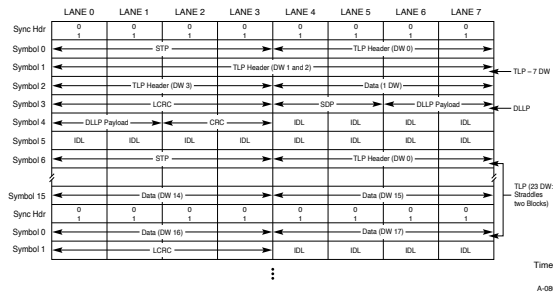 LANE 0 LANE 1 LANE 2 LANE 3 LANE 4 LANE 5 LANE 6 LANE 7
Sync Hdr 0 1 0 1 0 1 0 1 0 1 0 1 0 1 0 1
Symbol 0 STP TLP Header (DW 0)
Symbol 1 TLP Header (DW 1 and 2)
TLP – 7 DW
Symbol 2 TLP Header (DW 3) Data (1 DW)
Symbol 3 LCRC SDP DLLP Payload
DLLP
Symbol 4 DLLP Payload CRC IDL IDL IDL IDL
Symbol 5 IDL IDL IDL IDL IDL IDL IDL IDL
Symbol 6 STP TLP Header (DW 0)
TLP (23 DW:
Straddles
two Blocks)
Symbol 15 Data (DW 14) Data (DW 15)
Sync Hdr 0 1 0 1 0 1 0 1 0 1 0 1 0 1 0 1
Symbol 0 Data (DW 16) Data (DW 17)
Symbol 1 LCRC IDL IDL IDL IDL
Time